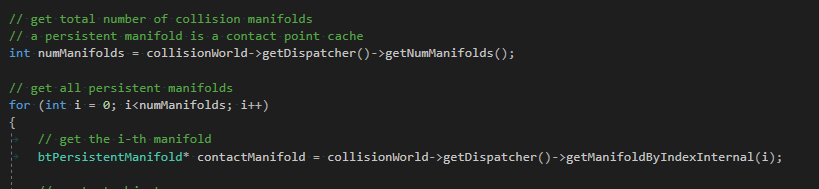 // get total number of collision manifolds
// a persistent manifold is a contact point cache
int numManifolds = collisionWorld->getDispatcher()->getNumManifolds();
// get all persistent manifolds
for (int i = 0; i<numManifolds; i++)
{
// get the i-th manifold
btPersistentManifold* contactManifold = collisionWorld->getDispatcher()->getManifoldByIndexInternal(i);